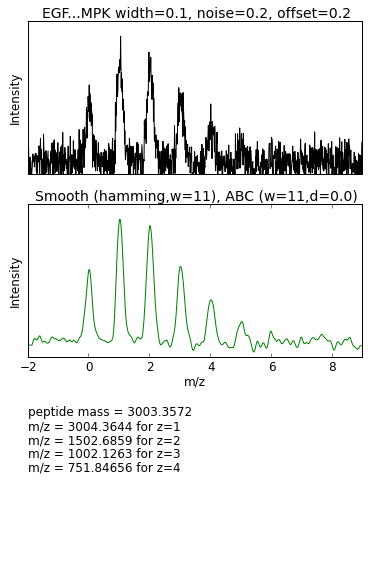 EGF...MPK width=0.1, noise=0.2, offset=0.2
Intensity
Smooth (hamming,w=11), ABC (w=11,d=0.0)
Intensity
−2 0 2 4 6 8
m/z
peptide mass = 3003.3572
m/z = 3004.3644 for z=1
m/z = 1502.6859 for z=2
m/z = 1002.1263 for z=3
m/z = 751.84656 for z=4